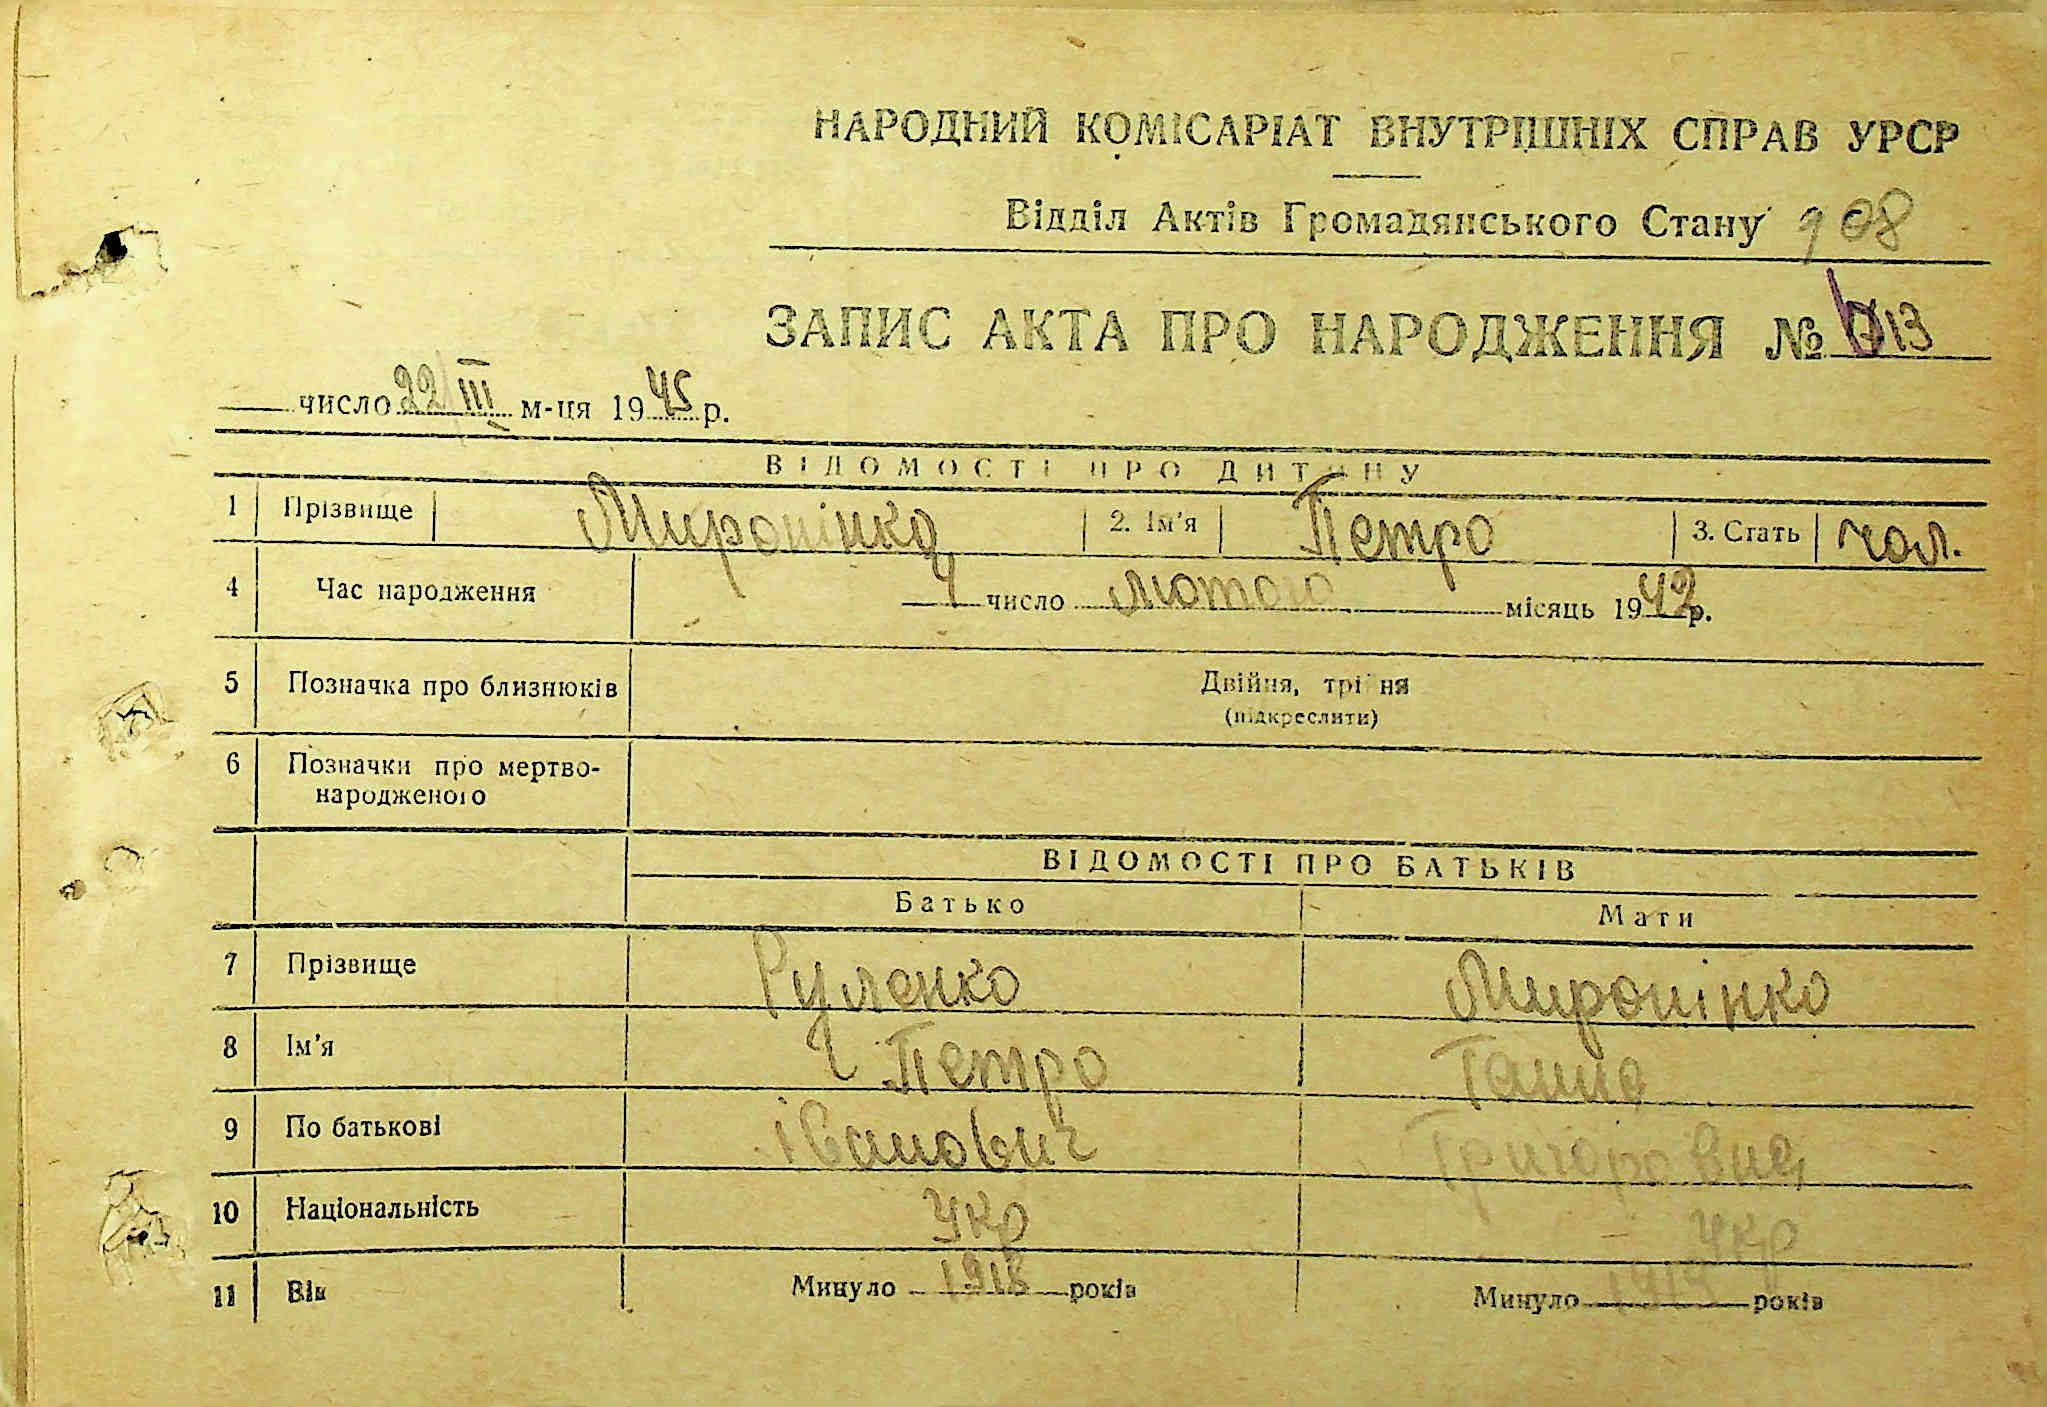 НАРОДНИЙ КОМІСАРІАТ ВНУТРІШНІХ СПРАВ УРСР
Відділ Актів Громадянського Стану 908
ЗАПИС АКТА ПРО НАРОДЖЕННЯ № 13
число 22 III м-ця 1945 р.
ВІДОМОСТІ ПРО ДИТИНУ
1 Прізвище Миронінко 2. Ім'я Петро 3. Стать чол.
4 Час народження 4 число лютого місяць 1942 р.
5 Позначка про близнюків Двійня, трійня
(підкреслити)
6 Позначки про мертво-
народженого
ВІДОМОСТІ ПРО БАТЬКІВ
Батько Мати
7 Прізвище Руленко Миронінко
8 Ім'я Петро Ганна
9 По батькові Іванович Григоровна
10 Національність Укр Укр
11 Вік Минуло 1918 років Минуло 1919 років